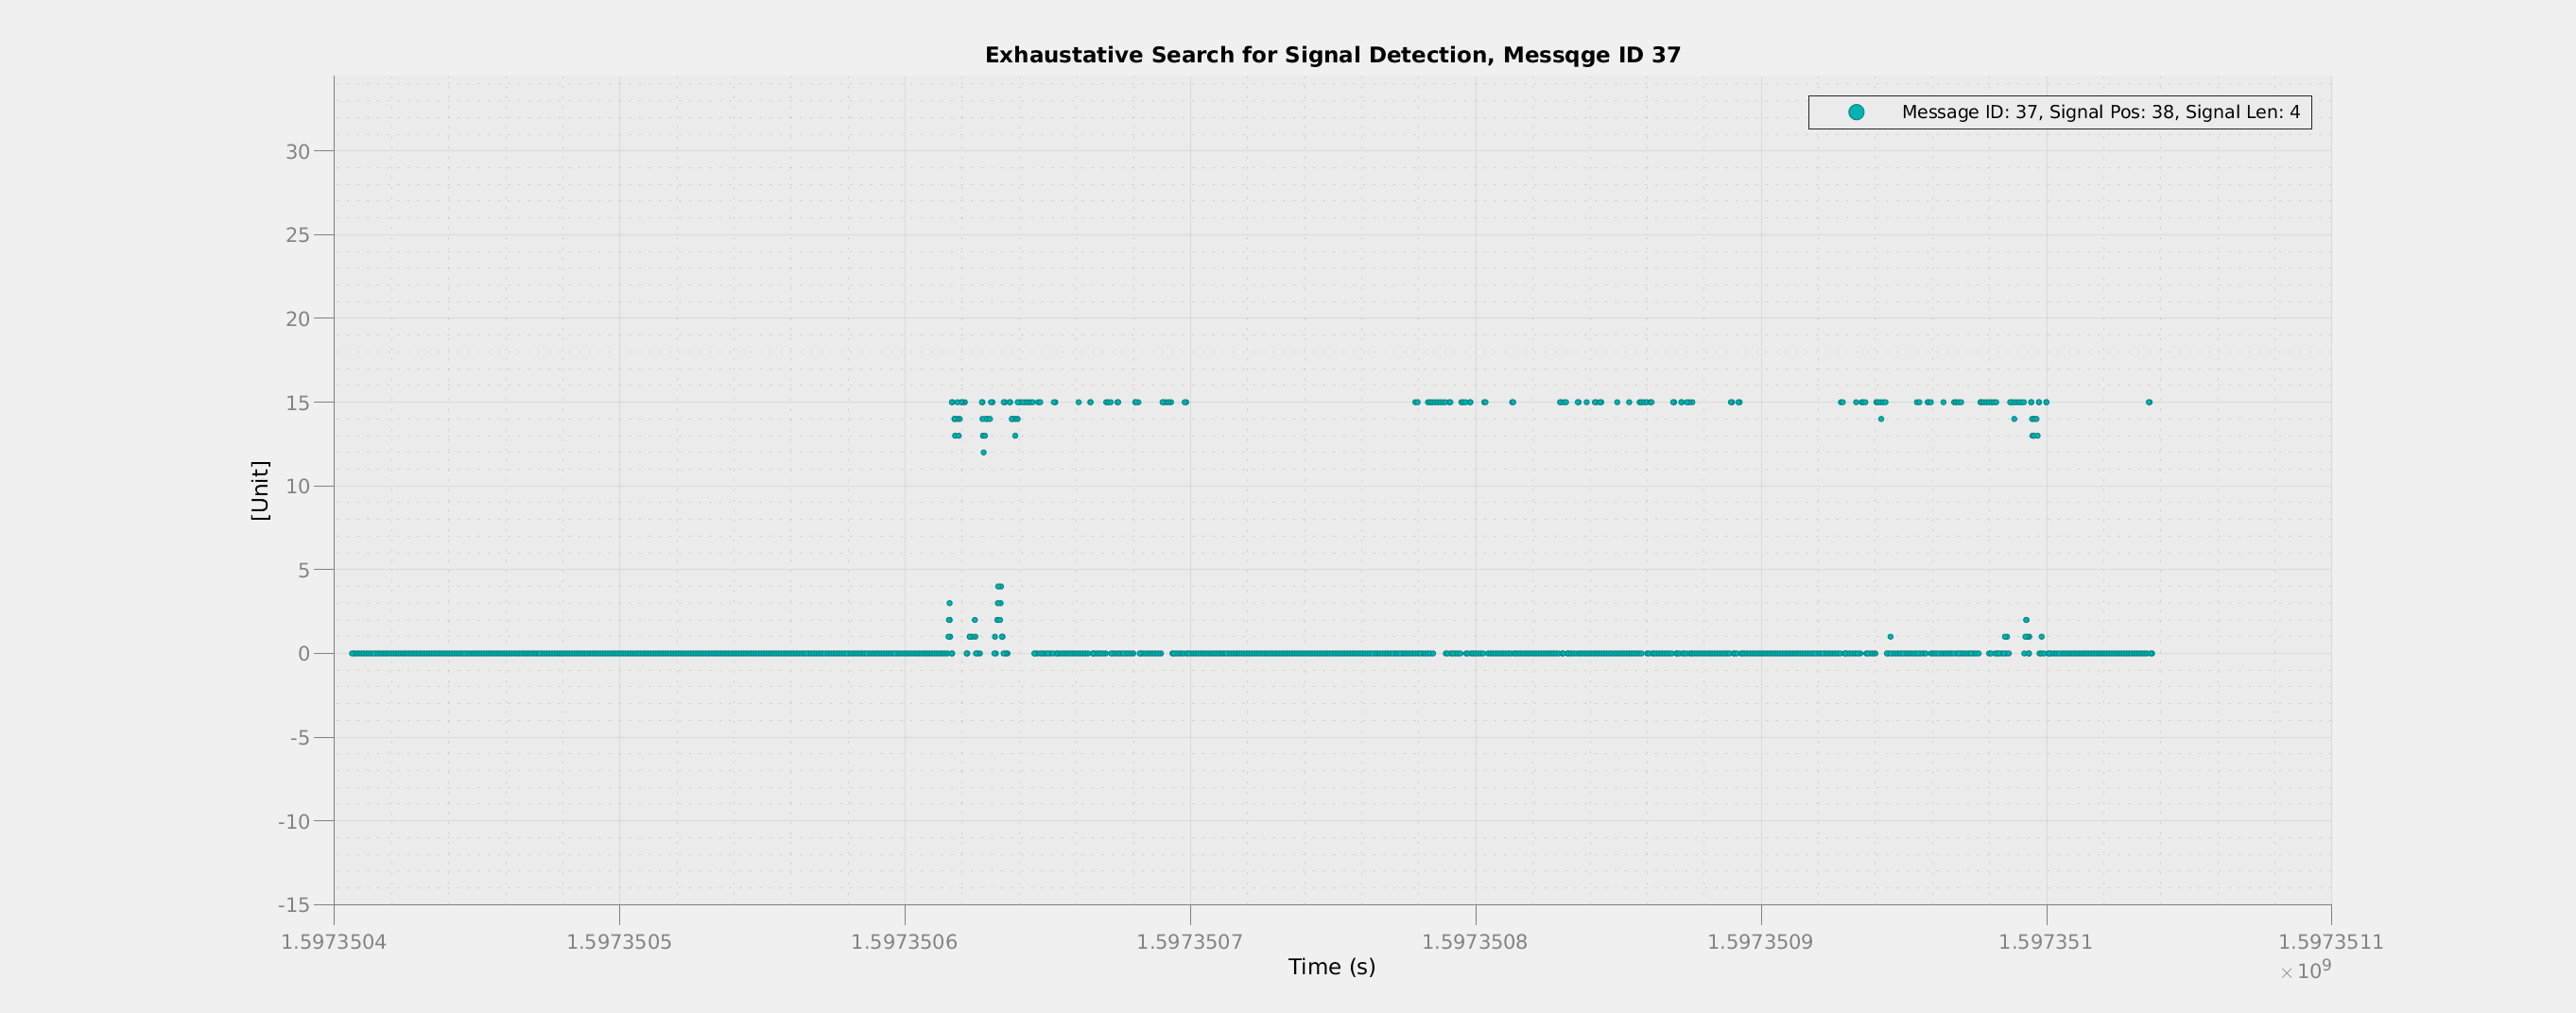 Exhaustative Search for Signal Detection, Messqge ID 37
Message ID: 37, Signal Pos: 38, Signal Len: 4
30
25
20
15
10
5
0
-5
-10
-15
[Unit]
1.5973504 1.5973505 1.5973506 1.5973507 1.5973508 1.5973509 1.597351 1.5973511
Time (s)
× 10⁹